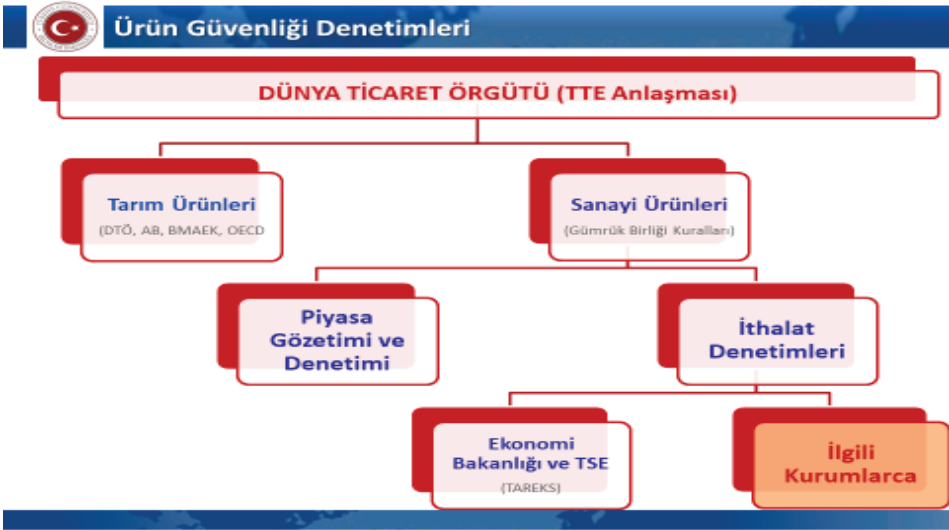 Ürün Güvenliği Denetimleri
DÜNYA TİCARET ÖRGÜTÜ (TTE Anlaşması)
Tarım Ürünleri
(DTÖ, AB, BMAEK, OECD
Sanayi Ürünleri
(Gümrük Birliği Kuralları)
Piyasa
Gözetimi ve
Denetimi
İthalat
Denetimleri
Ekonomi
Bakanlığı ve TSE
(TAREKS)
İlgili
Kurumlarca